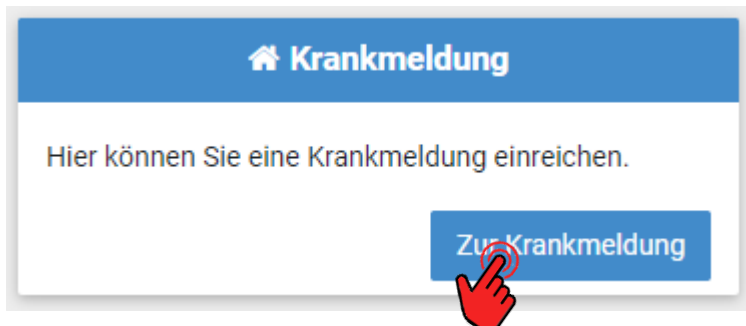 Krankmeldung
Hier können Sie eine Krankmeldung einreichen.
Zur Krankmeldung